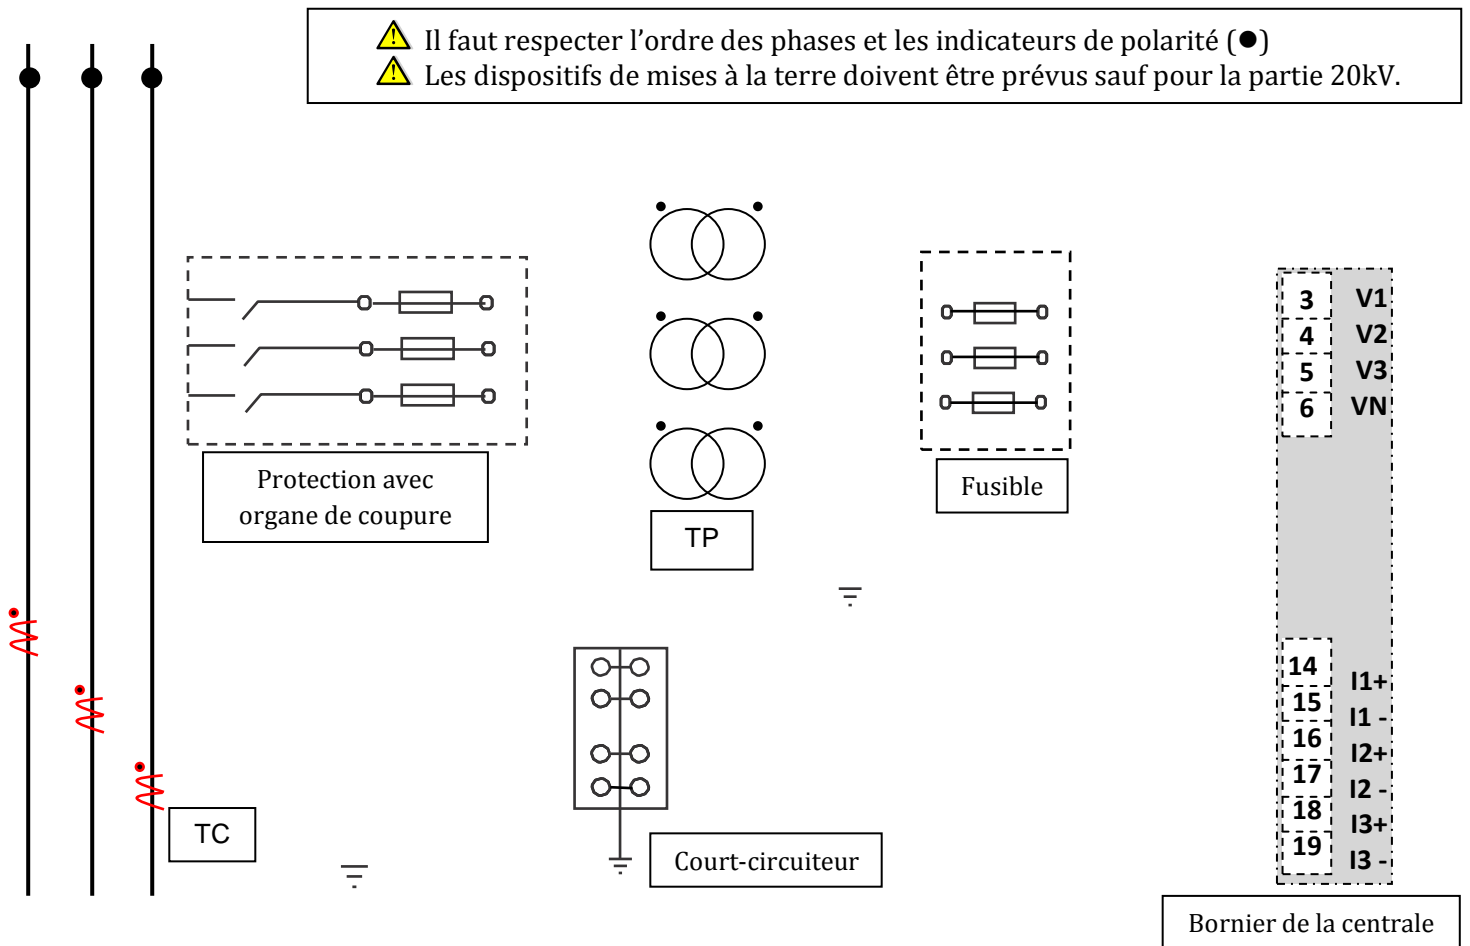 Il faut respecter l’ordre des phases et les indicateurs de polarité (●)
Les dispositifs de mises à la terre doivent être prévus sauf pour la partie 20kV.
Protection avec
organe de coupure
TP
Fusible
3 V1
4 V2
5 V3
6 VN
14 I1+
15 I1 -
16 I2+
17 I2 -
18 I3+
19 I3 -
TC
Court-circuiteur
Bornier de la centrale